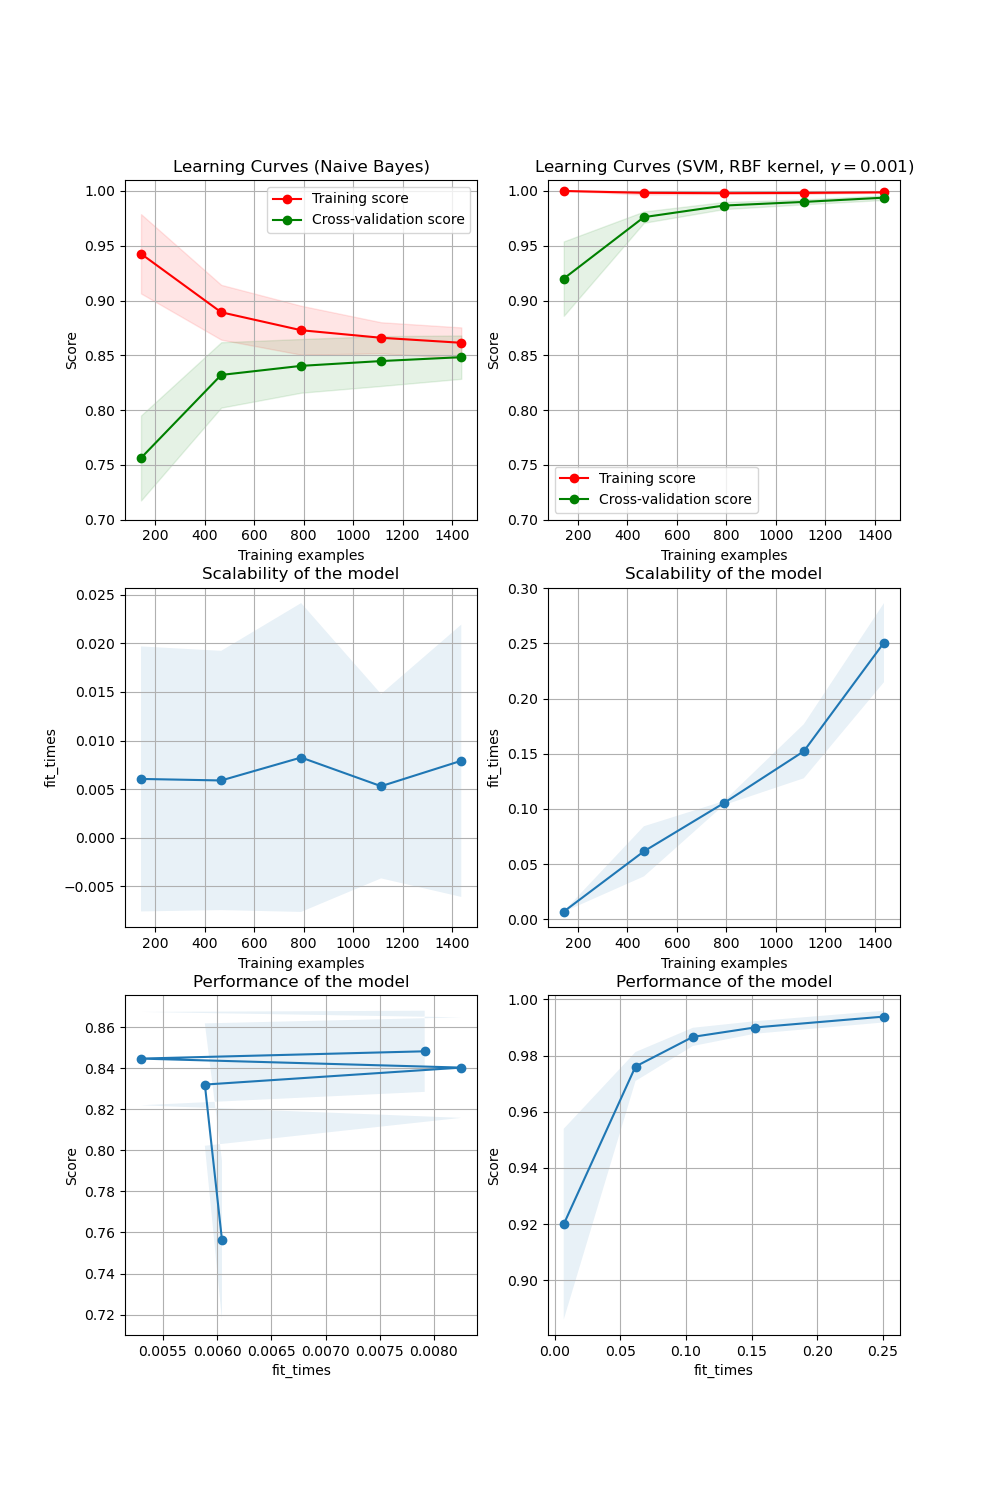 Learning Curves (Naive Bayes)
Score
1.00
0.95
0.90
0.85
0.80
0.75
0.70
Training score
Cross-validation score
200 400 600 800 1000 1200 1400
Training examples
Learning Curves (SVM, RBF kernel, γ = 0.001)
Score
1.00
0.95
0.90
0.85
0.80
0.75
0.70
Training score
Cross-validation score
200 400 600 800 1000 1200 1400
Training examples
Scalability of the model
fit_times
0.025
0.020
0.015
0.010
0.005
0.000
−0.005
200 400 600 800 1000 1200 1400
Training examples
Scalability of the model
fit_times
0.30
0.25
0.20
0.15
0.10
0.05
0.00
200 400 600 800 1000 1200 1400
Training examples
Performance of the model
Score
0.86
0.84
0.82
0.80
0.78
0.76
0.74
0.72
0.0055 0.0060 0.0065 0.0070 0.0075 0.0080
fit_times
Performance of the model
Score
1.00
0.98
0.96
0.94
0.92
0.90
0.00 0.05 0.10 0.15 0.20 0.25
fit_times